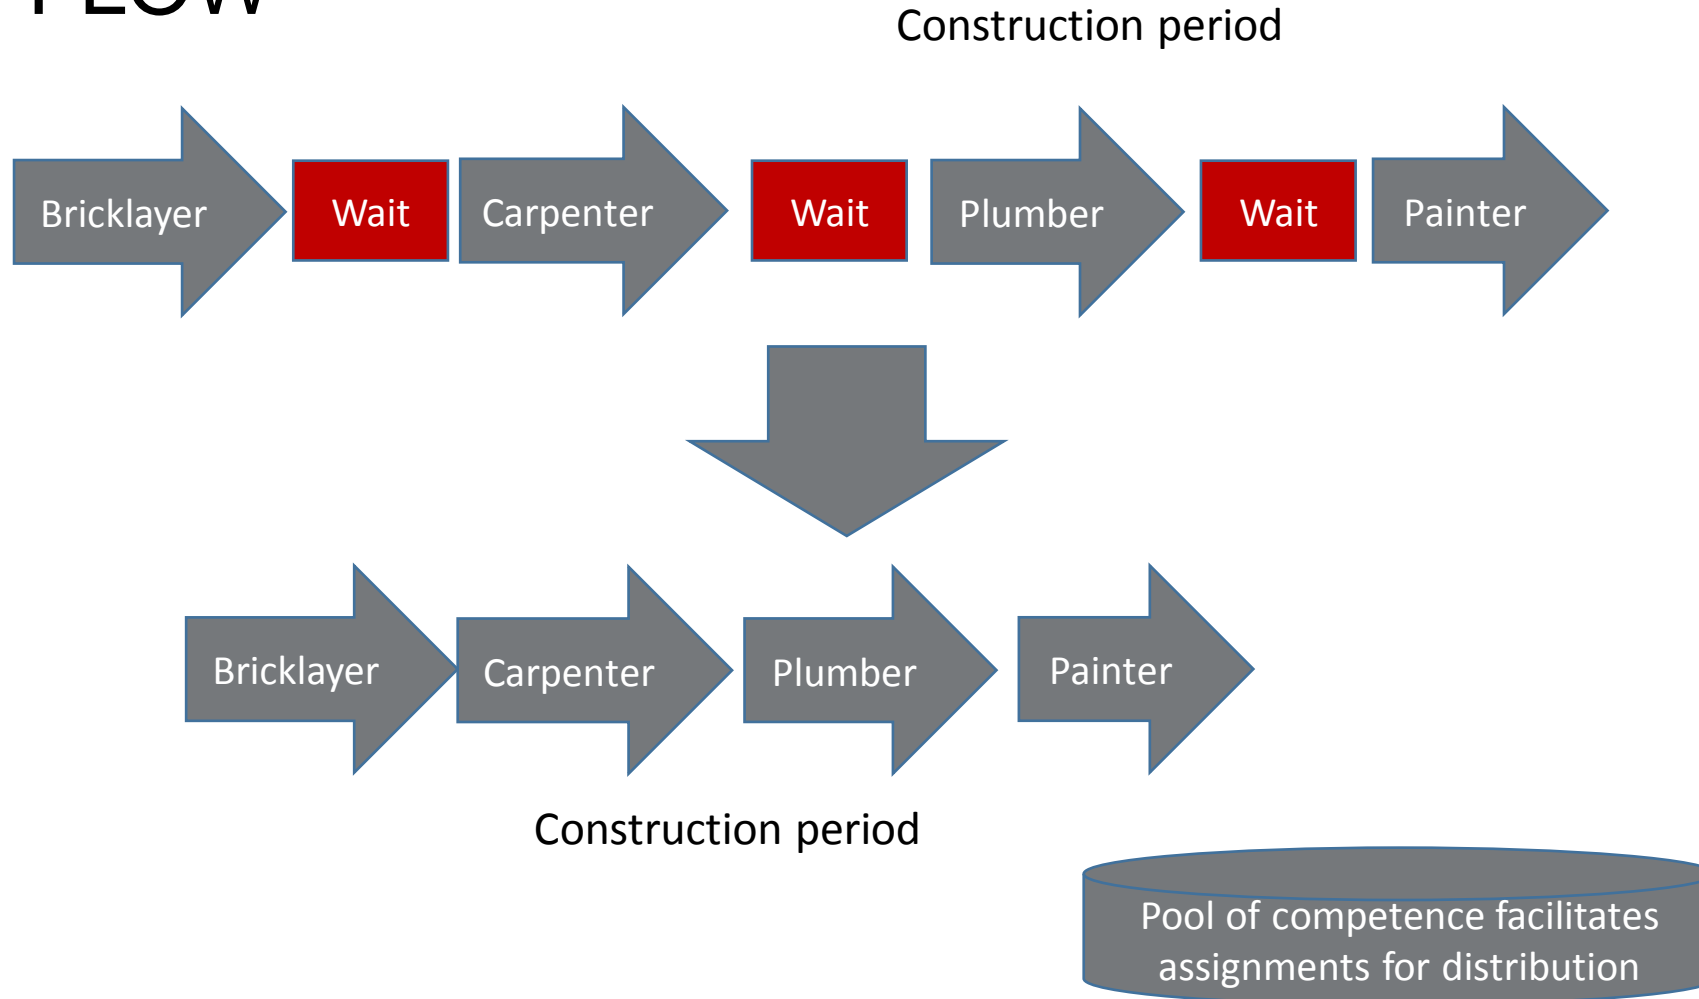 FLOW
Construction period
Bricklayer
Wait
Carpenter
Wait
Plumber
Wait
Painter
Bricklayer
Carpenter
Plumber
Painter
Construction period
Pool of competence facilitates
assignments for distribution